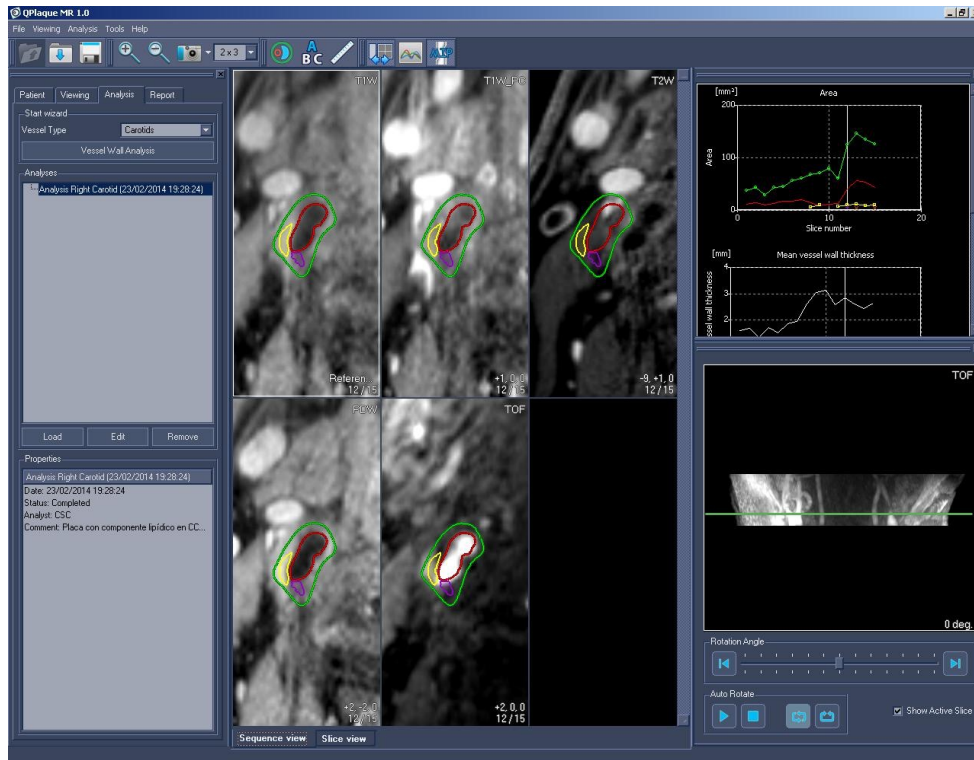 QPlaque MR 1.0
File Viewing Analysis Tools Help
2 x 3
A
B C
MIP
Patient Viewing Analysis Report
Start wizard
Vessel Type Carotids
Vessel Wall Analysis
Analyses
Analysis Right Carotid (23/02/2014 19:28:24)
Load Edit Remove
Properties
Analysis Right Carotid (23/02/2014 19:28:24)
Date: 23/02/2014 19:28:24
Status: Completed
Analyst: CSC
Comment: Placa con componente lipídico en CC...
T1W
Referen...
12/15
T1W_FC
+1, 0, 0
12/15
T2W
-9, +1, 0
12/15
+2, -2, 0
12/15
TOF
+2, 0, 0
12/15
Sequence view Slice view
[mm²] Area
200
100
0
Area
0 10 20
Slice number
[mm] Mean vessel wall thickness
4
3
2
ssel wall thickness
TOF
0 deg.
Rotation Angle
Auto Rotate
Show Active Slice